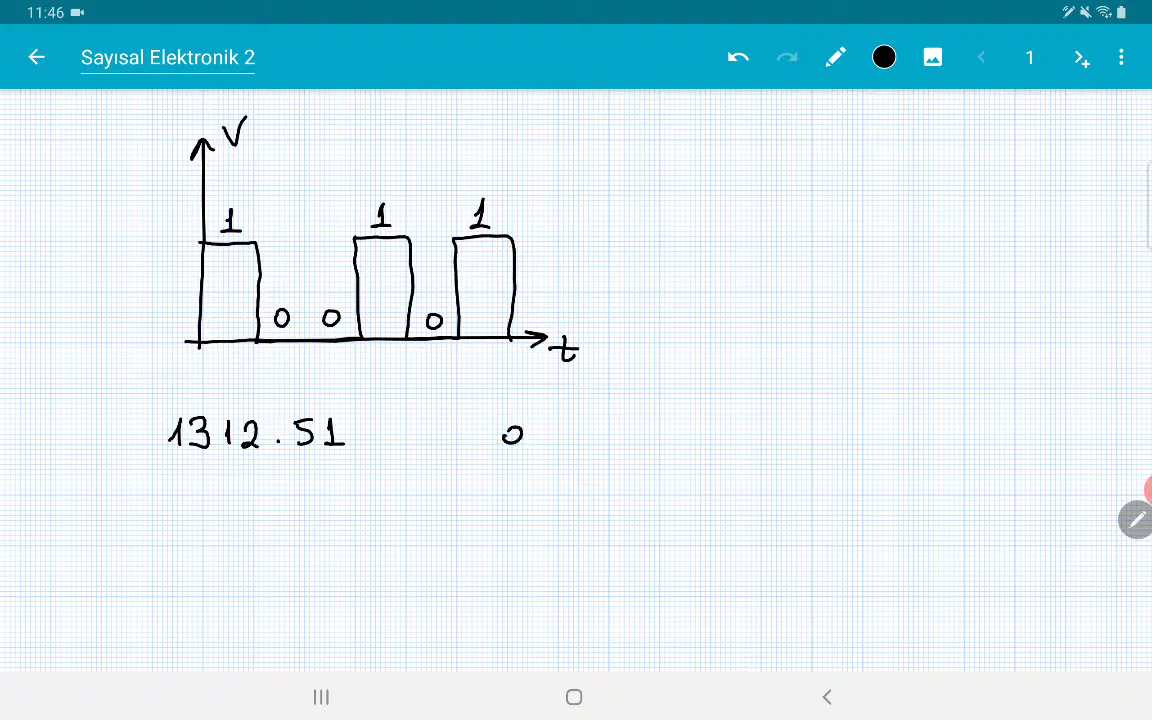 11:46
Sayısal Elektronik 2
1
V
1 1 1
0 0 0
t
1312.51 0